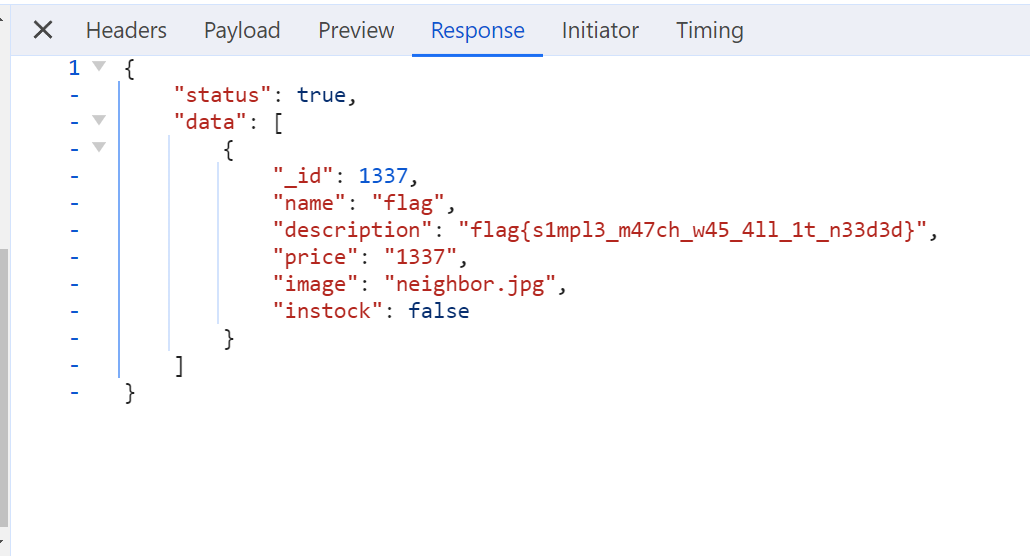 Headers Payload Preview Response Initiator Timing
1 {
- "status": true,
- "data": [
- {
- "_id": 1337,
- "name": "flag",
- "description": "flag{s1mpl3_m47ch_w45_4ll_1t_n33d3d}",
- "price": "1337",
- "image": "neighbor.jpg",
- "instock": false
- }
- ]
- }